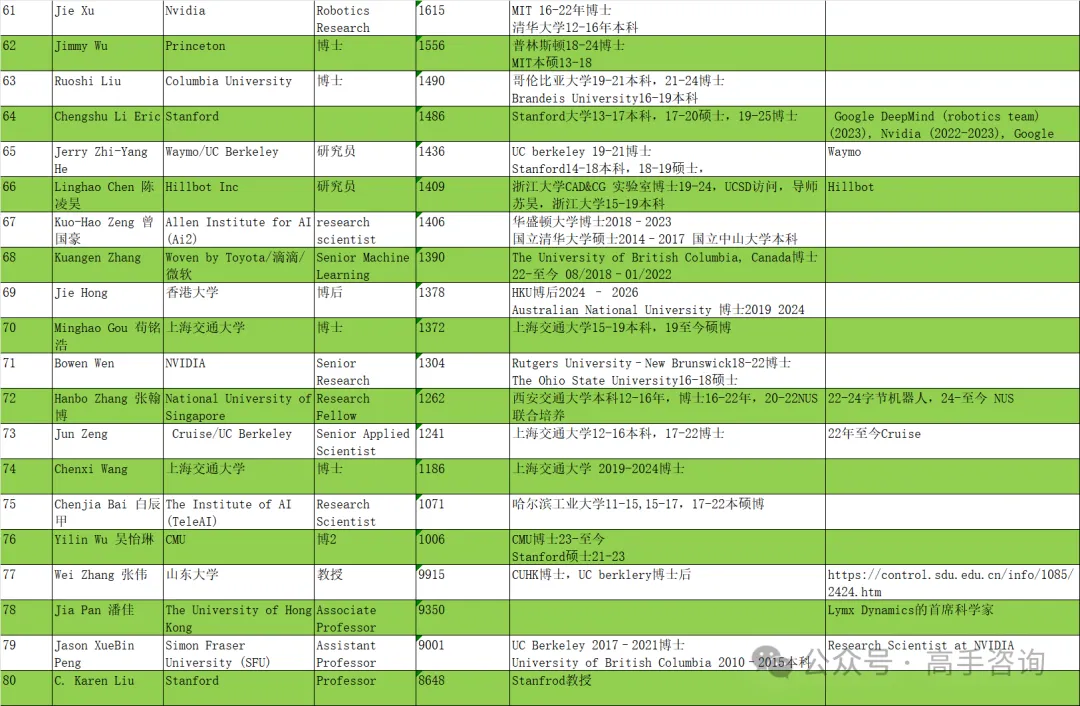 61 Jie Xu Nvidia Robotics Research 1615 MIT 16-22年博士
清华大学12-16年本科
62 Jimmy Wu Princeton 博士 1556 普林斯顿18-24博士
MIT本硕13-18
63 Ruoshi Liu Columbia University 博士 1490 哥伦比亚大学19-21本科，21-24博士
Brandeis University16-19本科
64 Chengshu Li Eric Stanford 1486 Stanford大学13-17本科，17-20硕士，19-25博士 Google DeepMind (robotics team)
(2023), Nvidia (2022-2023), Google
65 Jerry Zhi-Yang He Waymo/UC Berkeley 研究员 1436 UC berkeley 19-21博士 Waymo
Stanford14-18本科，18-19硕士，
66 Linghao Chen 陈凌昊 Hillbot Inc 研究员 1409 浙江大学CAD&CG 实验室博士19-24，UCSD访问，导师 Hillbot
苏昊，浙江大学15-19本科
67 Kuo-Hao Zeng 曾国豪 Allen Institute for AI (Ai2) research scientist 1406 华盛顿大学博士2018–2023
国立清华大学硕士2014–2017 国立中山大学本科
68 Kuangen Zhang Woven by Toyota/滴滴/微软 Senior Machine Learning 1390 The University of British Columbia, Canada博士
22-至今 08/2018–01/2022
69 Jie Hong 香港大学 博后 1378 HKU博后2024 – 2026
Australian National University 博士2019 2024
70 Minghao Gou 荀铭浩 上海交通大学 博士 1372 上海交通大学15-19本科，19至今硕博
71 Bowen Wen NVIDIA Senior Research 1304 Rutgers University–New Brunswick18-22博士
The Ohio State University16-18硕士
72 Hanbo Zhang 张翰博 National University of Singapore Research Fellow 1262 西安交通大学本科12-16年，博士16-22年，20-22NUS 22-24字节机器人，24-至今 NUS
联合培养
73 Jun Zeng Cruise/UC Berkeley Senior Applied Scientist 1241 上海交通大学12-16本科，17-22博士 22年至今Cruise
74 Chenxi Wang 上海交通大学 博士 1186 上海交通大学 2019-2024博士
75 Chenjia Bai 白辰甲 The Institute of AI (TeleAI) Research Scientist 1071 哈尔滨工业大学11-15,15-17，17-22本硕博
76 Yilin Wu 吴怡琳 CMU 博2 1006 CMU博士23-至今
Stanford硕士21-23
77 Wei Zhang 张伟 山东大学 教授 9915 CUHK博士，UC berklery博士后 https://control.sdu.edu.cn/info/1085/
2424.htm
78 Jia Pan 潘佳 The University of Hong Kong Associate Professor 9350 Lymx Dynamics的首席科学家
79 Jason XueBin Peng Simon Fraser University (SFU) Assistant Professor 9001 UC Berkeley 2017–2021博士 Research Scientist at NVIDIA
University of British Columbia 2010–2015本科
80 C. Karen Liu Stanford Professor 8648 Stanfrod教授
公众号·高手咨询